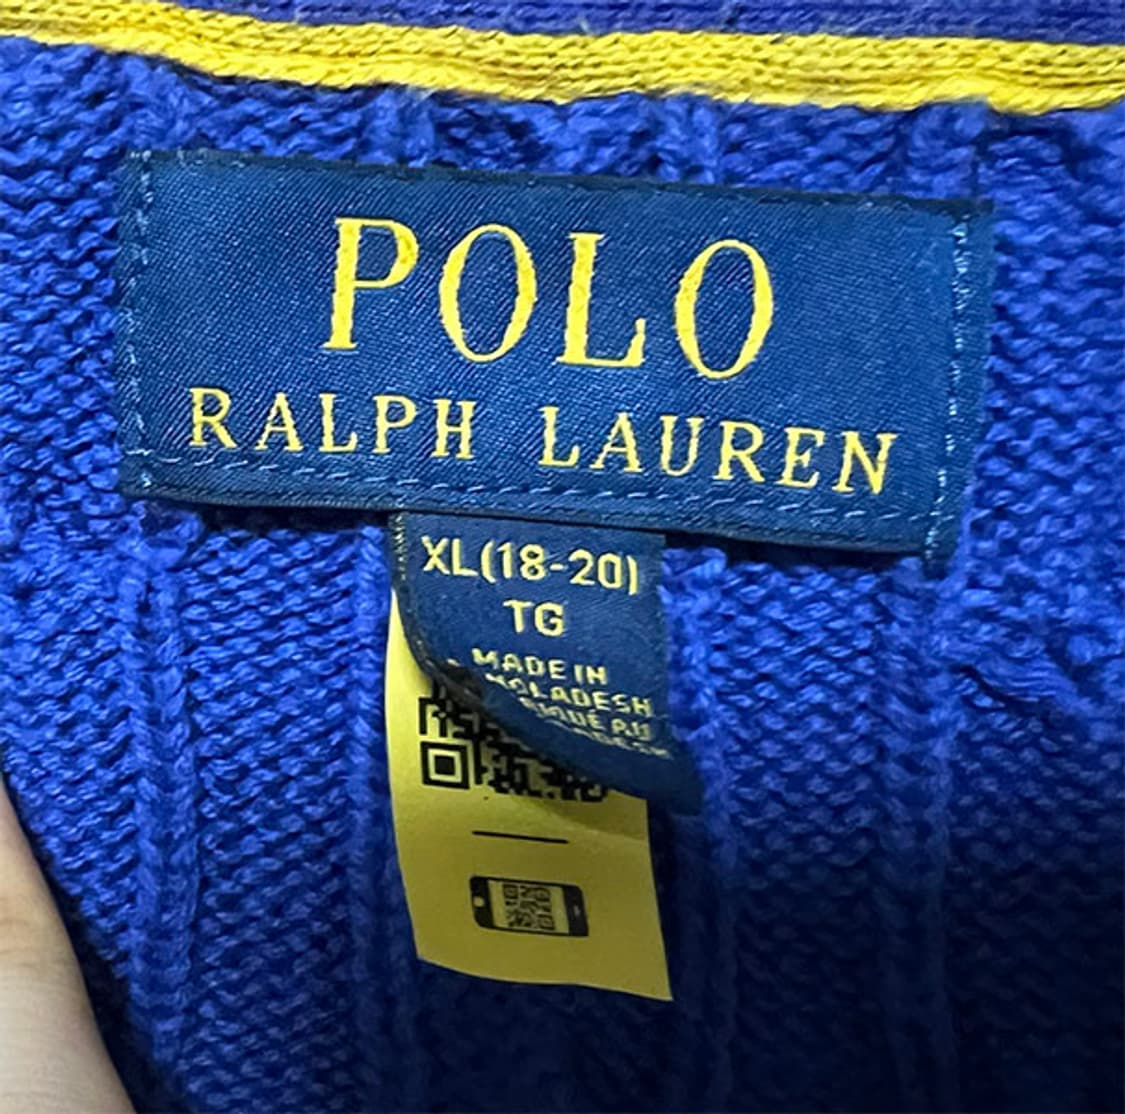 POLO
RALPH LAUREN
XL(18-20)
TG
MADE IN